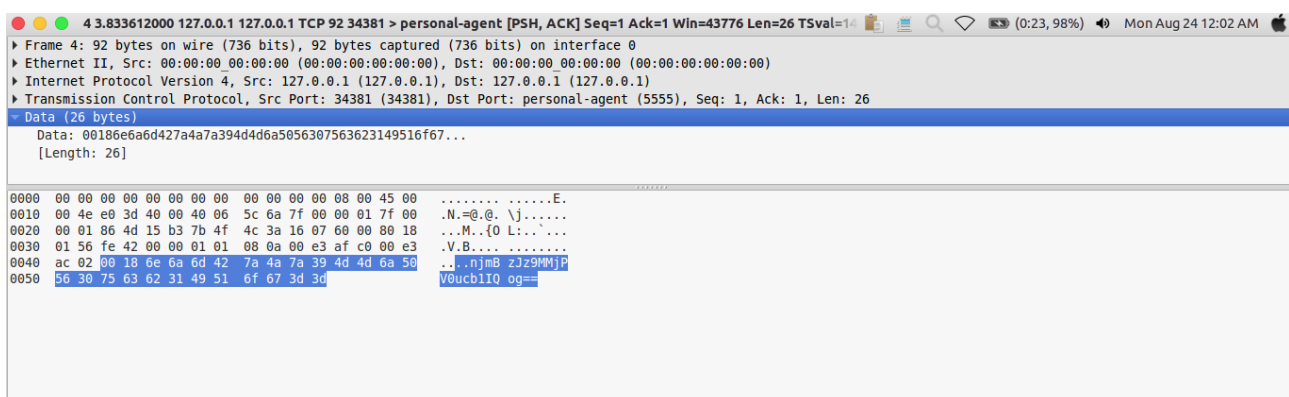 4 3.833612000 127.0.0.1 127.0.0.1 TCP 92 34381 > personal-agent [PSH, ACK] Seq=1 Ack=1 Win=43776 Len=26 TSval=14 (0:23, 98%) Mon Aug 24 12:02 AM
Frame 4: 92 bytes on wire (736 bits), 92 bytes captured (736 bits) on interface 0
Ethernet II, Src: 00:00:00_00:00:00 (00:00:00:00:00:00), Dst: 00:00:00_00:00:00 (00:00:00:00:00:00)
Internet Protocol Version 4, Src: 127.0.0.1 (127.0.0.1), Dst: 127.0.0.1 (127.0.0.1)
Transmission Control Protocol, Src Port: 34381 (34381), Dst Port: personal-agent (5555), Seq: 1, Ack: 1, Len: 26
Data (26 bytes)
Data: 00186e6a6d427a4a7a394d4d6a5056307563623149516f67...
[Length: 26]
0000 00 00 00 00 00 00 00 00 00 00 00 00 08 00 45 00 ........ ......E.
0010 00 4e e0 3d 40 00 40 06 5c 6a 7f 00 00 01 7f 00 .N.=@.@. \j......
0020 00 01 86 4d 15 b3 7b 4f 4c 3a 16 07 60 00 80 18 ...M..{O L:..`...
0030 01 56 fe 42 00 00 01 01 08 0a 00 e3 af c0 00 e3 .V.B.... ........
0040 ac 02 00 18 6e 6a 6d 42 7a 4a 7a 39 4d 4d 6a 50 ....njmB zJz9MMjP
0050 56 30 75 63 62 31 49 51 6f 67 3d 3d V0ucb1IQ og==